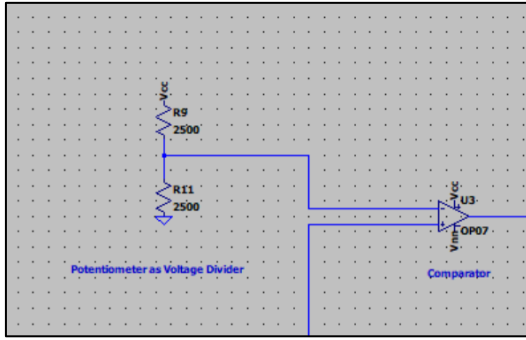 Vcc
R9
2500
R11
2500
Vcc
U3
OP07
Vnn
Potentiometer as Voltage Divider
Comparator